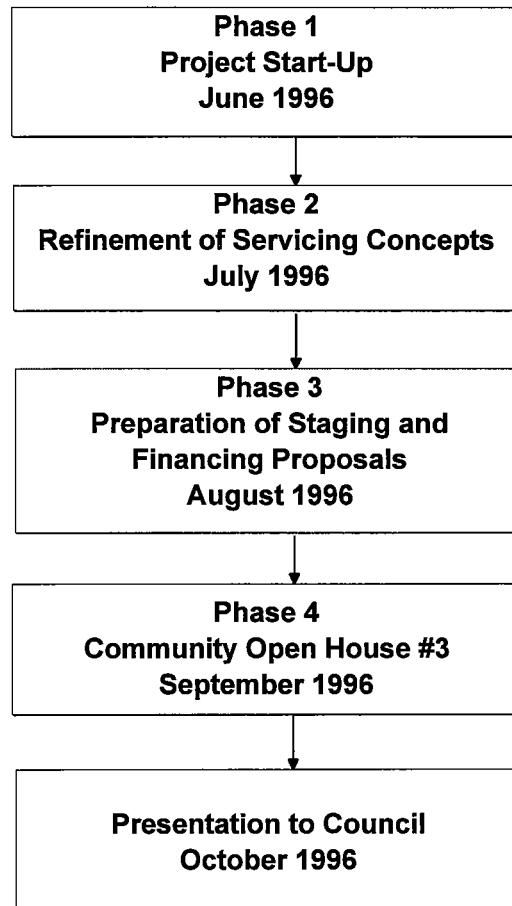 Phase 1
Project Start-Up
June 1996
Phase 2
Refinement of Servicing Concepts
July 1996
Phase 3
Preparation of Staging and
Financing Proposals
August 1996
Phase 4
Community Open House #3
September 1996
Presentation to Council
October 1996